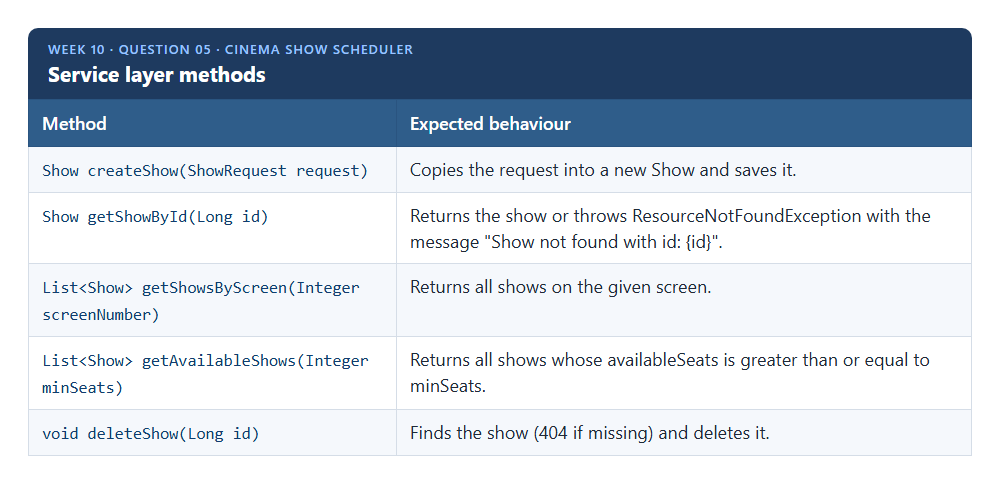 WEEK 10 · QUESTION 05 · CINEMA SHOW SCHEDULER
Service layer methods
Method
Expected behaviour
Show createShow(ShowRequest request)
Copies the request into a new Show and saves it.
Show getShowById(Long id)
Returns the show or throws ResourceNotFoundException with the
message "Show not found with id: {id}".
List<Show> getShowsByScreen(Integer
screenNumber)
Returns all shows on the given screen.
List<Show> getAvailableShows(Integer
minSeats)
Returns all shows whose availableSeats is greater than or equal to
minSeats.
void deleteShow(Long id)
Finds the show (404 if missing) and deletes it.